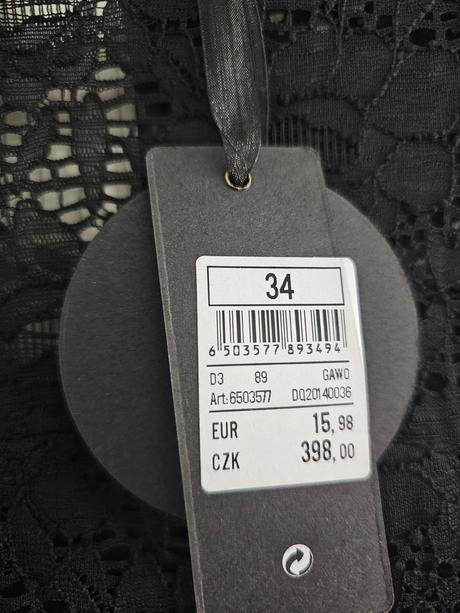 34
6 503577 893494
D3 89 GAWO
Art:6503577 DQ20140036
EUR 15,98
CZK 398,00